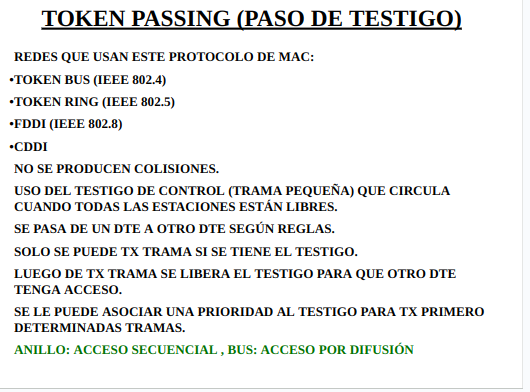 TOKEN PASSING (PASO DE TESTIGO)
REDES QUE USAN ESTE PROTOCOLO DE MAC:
•TOKEN BUS (IEEE 802.4)
•TOKEN RING (IEEE 802.5)
•FDDI (IEEE 802.8)
•CDDI
NO SE PRODUCEN COLISIONES.
USO DEL TESTIGO DE CONTROL (TRAMA PEQUEÑA) QUE CIRCULA
CUANDO TODAS LAS ESTACIONES ESTÁN LIBRES.
SE PASA DE UN DTE A OTRO DTE SEGÚN REGLAS.
SOLO SE PUEDE TX TRAMA SI SE TIENE EL TESTIGO.
LUEGO DE TX TRAMA SE LIBERA EL TESTIGO PARA QUE OTRO DTE
TENGA ACCESO.
SE LE PUEDE ASOCIAR UNA PRIORIDAD AL TESTIGO PARA TX PRIMERO
DETERMINADAS TRAMAS.
ANILLO: ACCESO SECUENCIAL , BUS: ACCESO POR DIFUSIÓN